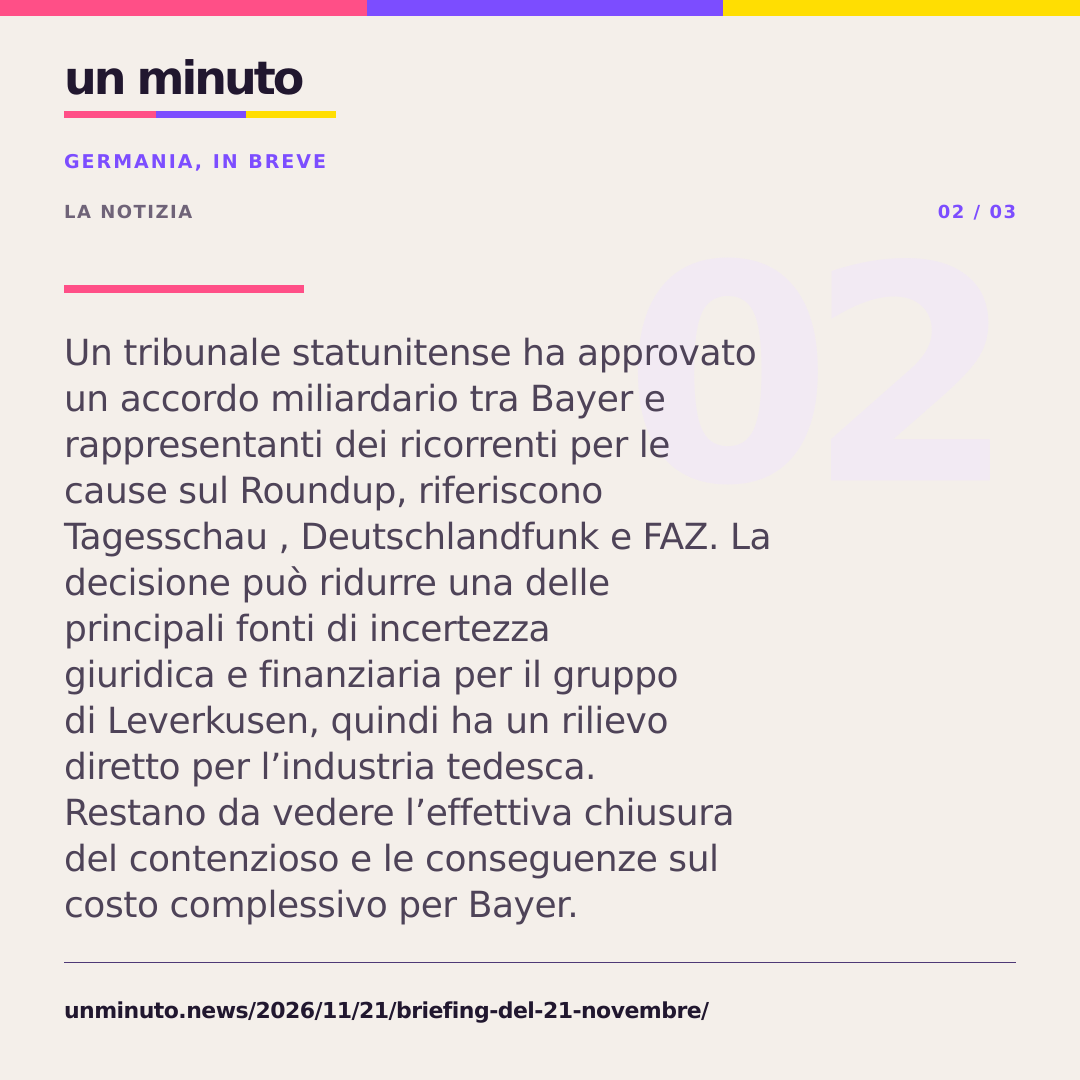 un minuto
GERMANIA, IN BREVE
LA NOTIZIA
02 / 03
02
Un tribunale statunitense ha approvato
un accordo miliardario tra Bayer e
rappresentanti dei ricorrenti per le
cause sul Roundup, riferiscono
Tagesschau , Deutschlandfunk e FAZ. La
decisione può ridurre una delle
principali fonti di incertezza
giuridica e finanziaria per il gruppo
di Leverkusen, quindi ha un rilievo
diretto per l’industria tedesca.
Restano da vedere l’effettiva chiusura
del contenzioso e le conseguenze sul
costo complessivo per Bayer.
unminuto.news/2026/11/21/briefing-del-21-novembre/